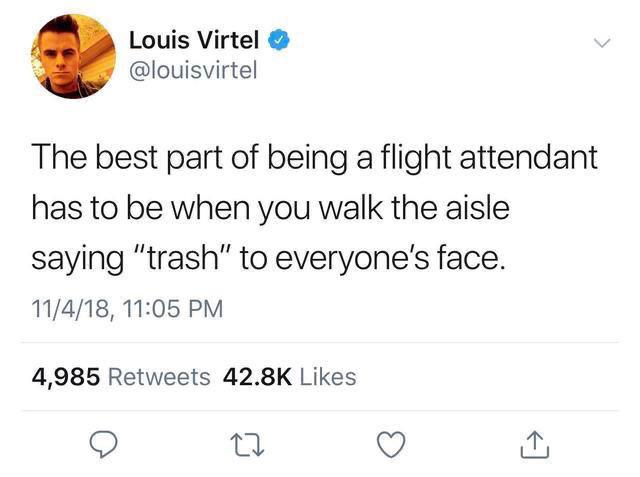 Louis Virtel
@louisvirtel
The best part of being a flight attendant
has to be when you walk the aisle
saying “trash” to everyone’s face.
11/4/18, 11:05 PM
4,985 Retweets 42.8K Likes